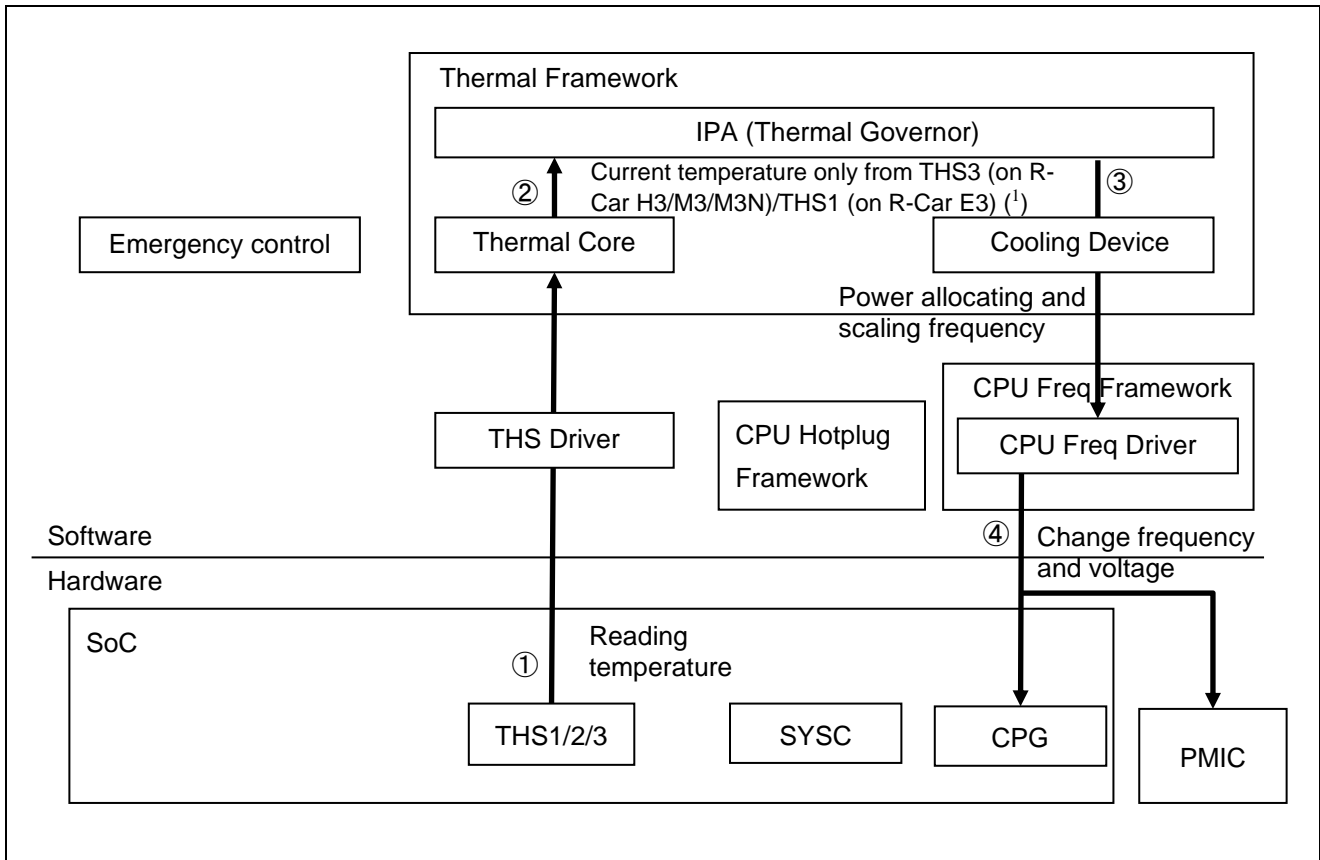 Thermal Framework
IPA (Thermal Governor)
②
Current temperature only from THS3 (on R-
Car H3/M3/M3N)/THS1 (on R-Car E3) (¹)
③
Emergency control
Thermal Core
Cooling Device
Power allocating and
scaling frequency
CPU Freq Framework
THS Driver
CPU Hotplug
Framework
CPU Freq Driver
Software
④
Change frequency
and voltage
Hardware
SoC
①
Reading
temperature
THS1/2/3
SYSC
CPG
PMIC